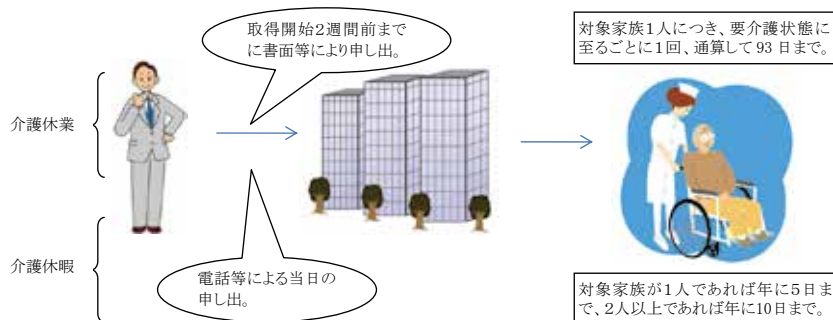 取得開始2週間前まで
に書面等により申し出。
対象家族1人につき、要介護状態に
至るごとに1回、通算して93日まで。
介護休業
介護休暇
電話等による当日の
申し出。
対象家族が1人であれば年に5日ま
で、2人以上であれば年に10日まで。